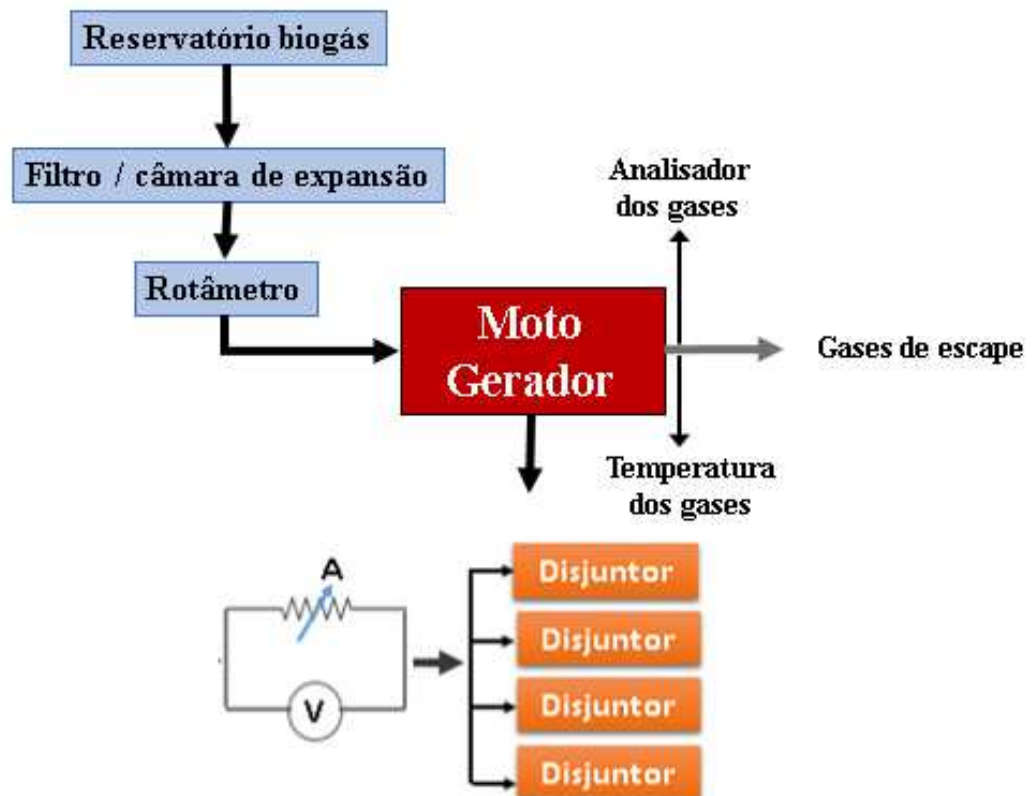 Reservatório biogás
Filtro / câmara de expansão
Rotâmetro
Moto
Gerador
Analisador
dos gases
Gases de escape
Temperatura
dos gases
A
V
Disjuntor
Disjuntor
Disjuntor
Disjuntor